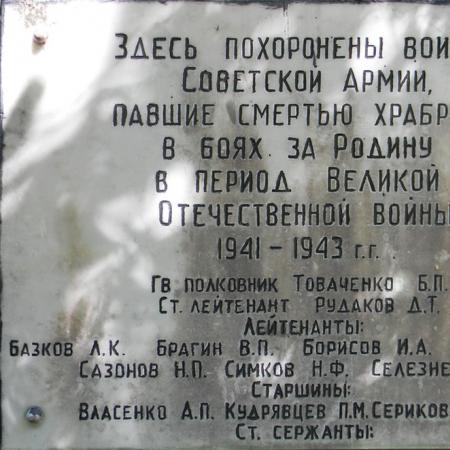 Здесь похоронены вои
Советской Армии,
павшие смертью храбр
в боях за Родину
в период Великой
Отечественной войны
1941 - 1943 г.г.
Гв полковник Товаченко Б.П.
Ст. лейтенант Рудаков Д.Т.
Лейтенанты:
Базков Л.К. Брагин В.П. Борисов И.А.
Сазонов Н.П. Симков Н.Ф. Селезне
Старшины:
Власенко А.П. Кудрявцев П.М. Сериков
Ст. сержанты: